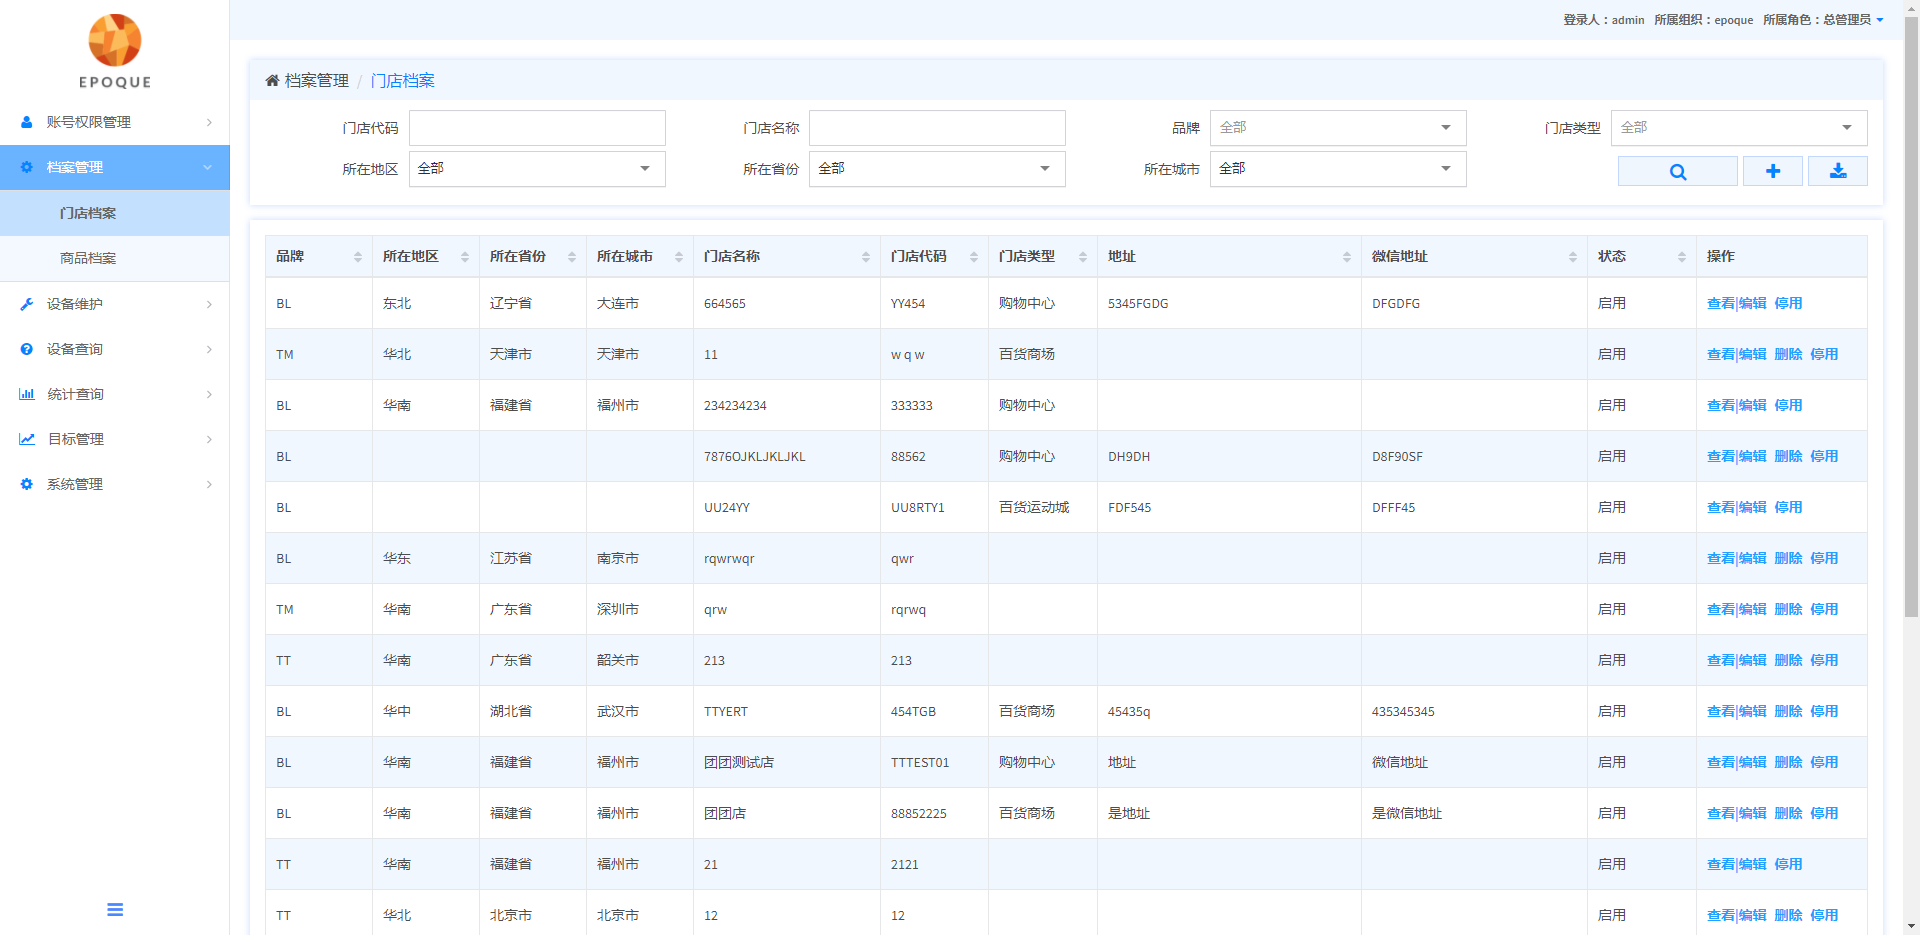 EPOQUE
登录人：admin 所属组织：epoque 所属角色：总管理员
账号权限管理
档案管理
门店档案
商品档案
设备维护
设备查询
统计查询
目标管理
系统管理
档案管理 / 门店档案
门店代码 门店名称 品牌 全部 门店类型 全部
所在地区 全部 所在省份 全部 所在城市 全部
品牌 所在地区 所在省份 所在城市 门店名称 门店代码 门店类型 地址 微信地址 状态 操作
BL 东北 辽宁省 大连市 664565 YY454 购物中心 5345FGDG DFGDFG 启用 查看|编辑 停用
TM 华北 天津市 天津市 11 w q w 百货商场 启用 查看|编辑 删除 停用
BL 华南 福建省 福州市 234234234 333333 购物中心 启用 查看|编辑 停用
BL 7876OJKLJKLJKL 88562 购物中心 DH9DH D8F90SF 启用 查看|编辑 删除 停用
BL UU24YY UU8RTY1 百货运动城 FDF545 DFFF45 启用 查看|编辑 停用
BL 华东 江苏省 南京市 rqwrwqr qwr 启用 查看|编辑 删除 停用
TM 华南 广东省 深圳市 qrw rqrwq 启用 查看|编辑 删除 停用
TT 华南 广东省 韶关市 213 213 启用 查看|编辑 删除 停用
BL 华中 湖北省 武汉市 TTYERT 454TGB 百货商场 45435q 435345345 启用 查看|编辑 删除 停用
BL 华南 福建省 福州市 团团测试店 TTTEST01 购物中心 地址 微信地址 启用 查看|编辑 删除 停用
BL 华南 福建省 福州市 团团店 88852225 百货商场 是地址 是微信地址 启用 查看|编辑 删除 停用
TT 华南 福建省 福州市 21 2121 启用 查看|编辑 停用
TT 华北 北京市 北京市 12 12 启用 查看|编辑 删除 停用